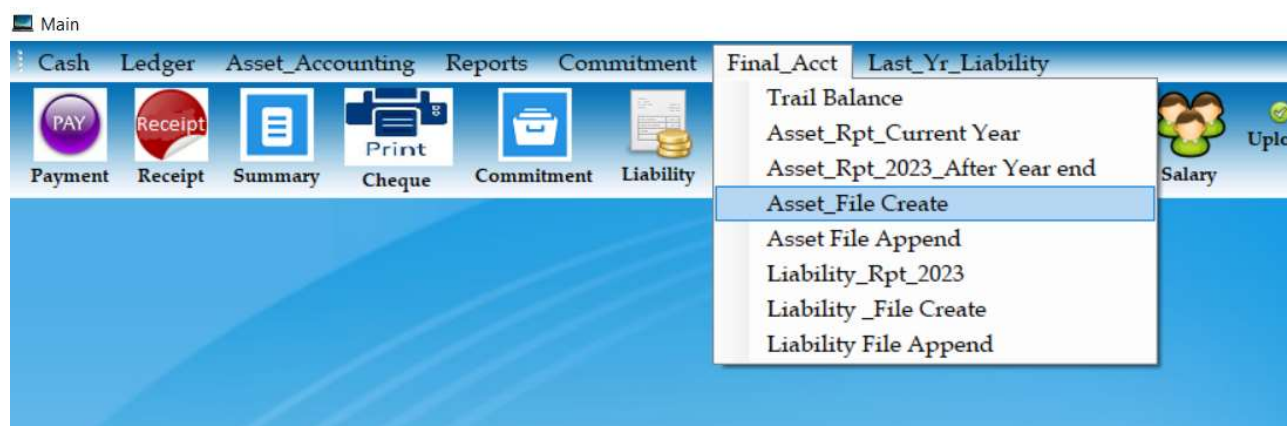 Main
Cash Ledger Asset_Accounting Reports Commitment Final_Acct Last_Yr_Liability
PAY Receipt Print
Payment Receipt Summary Cheque Commitment Liability Salary
Trail Balance
Asset_Rpt_Current Year
Asset_Rpt_2023_After Year end
Asset_File Create
Asset File Append
Liability_Rpt_2023
Liability _File Create
Liability File Append